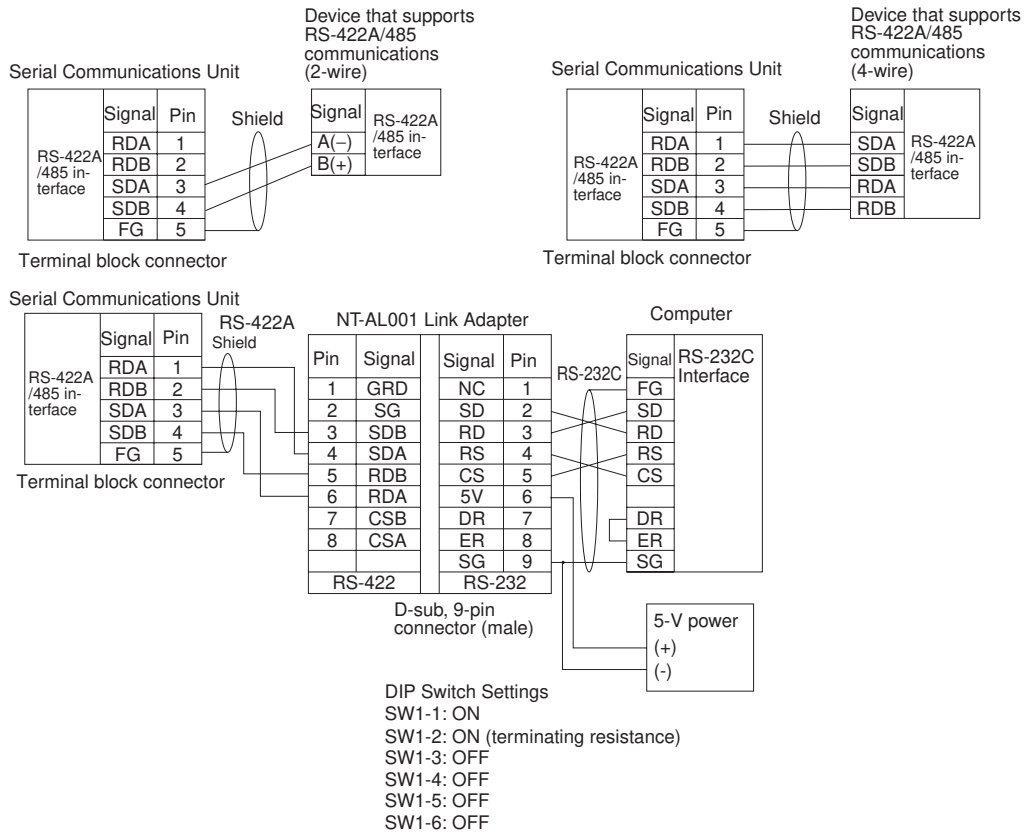 Device that supports
RS-422A/485
communications
(2-wire)
Serial Communications Unit
RS-422A
/485 in-
terface
Signal Pin
RDA 1
RDB 2
SDA 3
SDB 4
FG 5
Shield
Signal
A(−)
B(+)
RS-422A
/485 in-
terface
Terminal block connector
Device that supports
RS-422A/485
communications
(4-wire)
Serial Communications Unit
RS-422A
/485 in-
terface
Signal Pin
RDA 1
RDB 2
SDA 3
SDB 4
FG 5
Shield
SDA
SDB
RDA
RDB
RS-422A
/485 in-
terface
Terminal block connector
Serial Communications Unit
RS-422A
/485 in-
terface
Signal Pin
RDA 1
RDB 2
SDA 3
SDB 4
FG 5
RS-422A
Shield
Terminal block connector
NT-AL001 Link Adapter
Pin Signal Signal Pin
1 GRD NC 1
2 SG SD 2
3 SDB RD 3
4 SDA RS 4
5 RDB CS 5
6 RDA 5V 6
7 CSB DR 7
8 CSA ER 8
SG 9
RS-422 RS-232
D-sub, 9-pin
connector (male)
RS-232C
Computer
Signal
FG
SD
RD
RS
CS
DR
ER
SG
RS-232C
Interface
5-V power
(+)
(-)
DIP Switch Settings
SW1-1: ON
SW1-2: ON (terminating resistance)
SW1-3: OFF
SW1-4: OFF
SW1-5: OFF
SW1-6: OFF